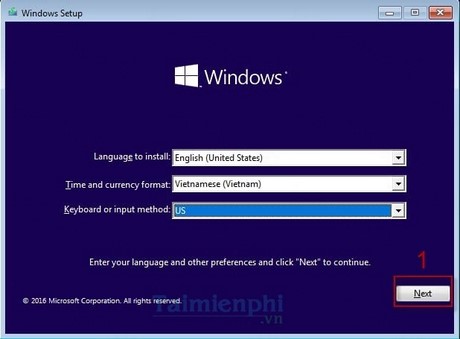 Windows Setup
Windows
Language to install: English (United States)
Time and currency format: Vietnamese (Vietnam)
Keyboard or input method: US
Enter your language and other preferences and click "Next" to continue.
1
Next
© 2016 Microsoft Corporation. All rights reserved.
Taimienphi
.vn